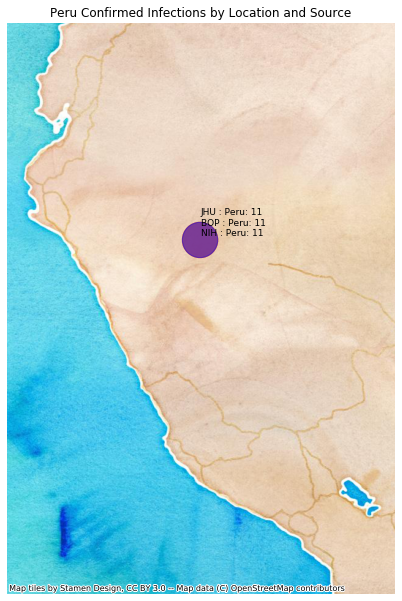 Peru Confirmed Infections by Location and Source
JHU : Peru: 11
BOP : Peru: 11
NIH : Peru: 11
Map tiles by Stamen Design, CC BY 3.0 -- Map data (C) OpenStreetMap contributors